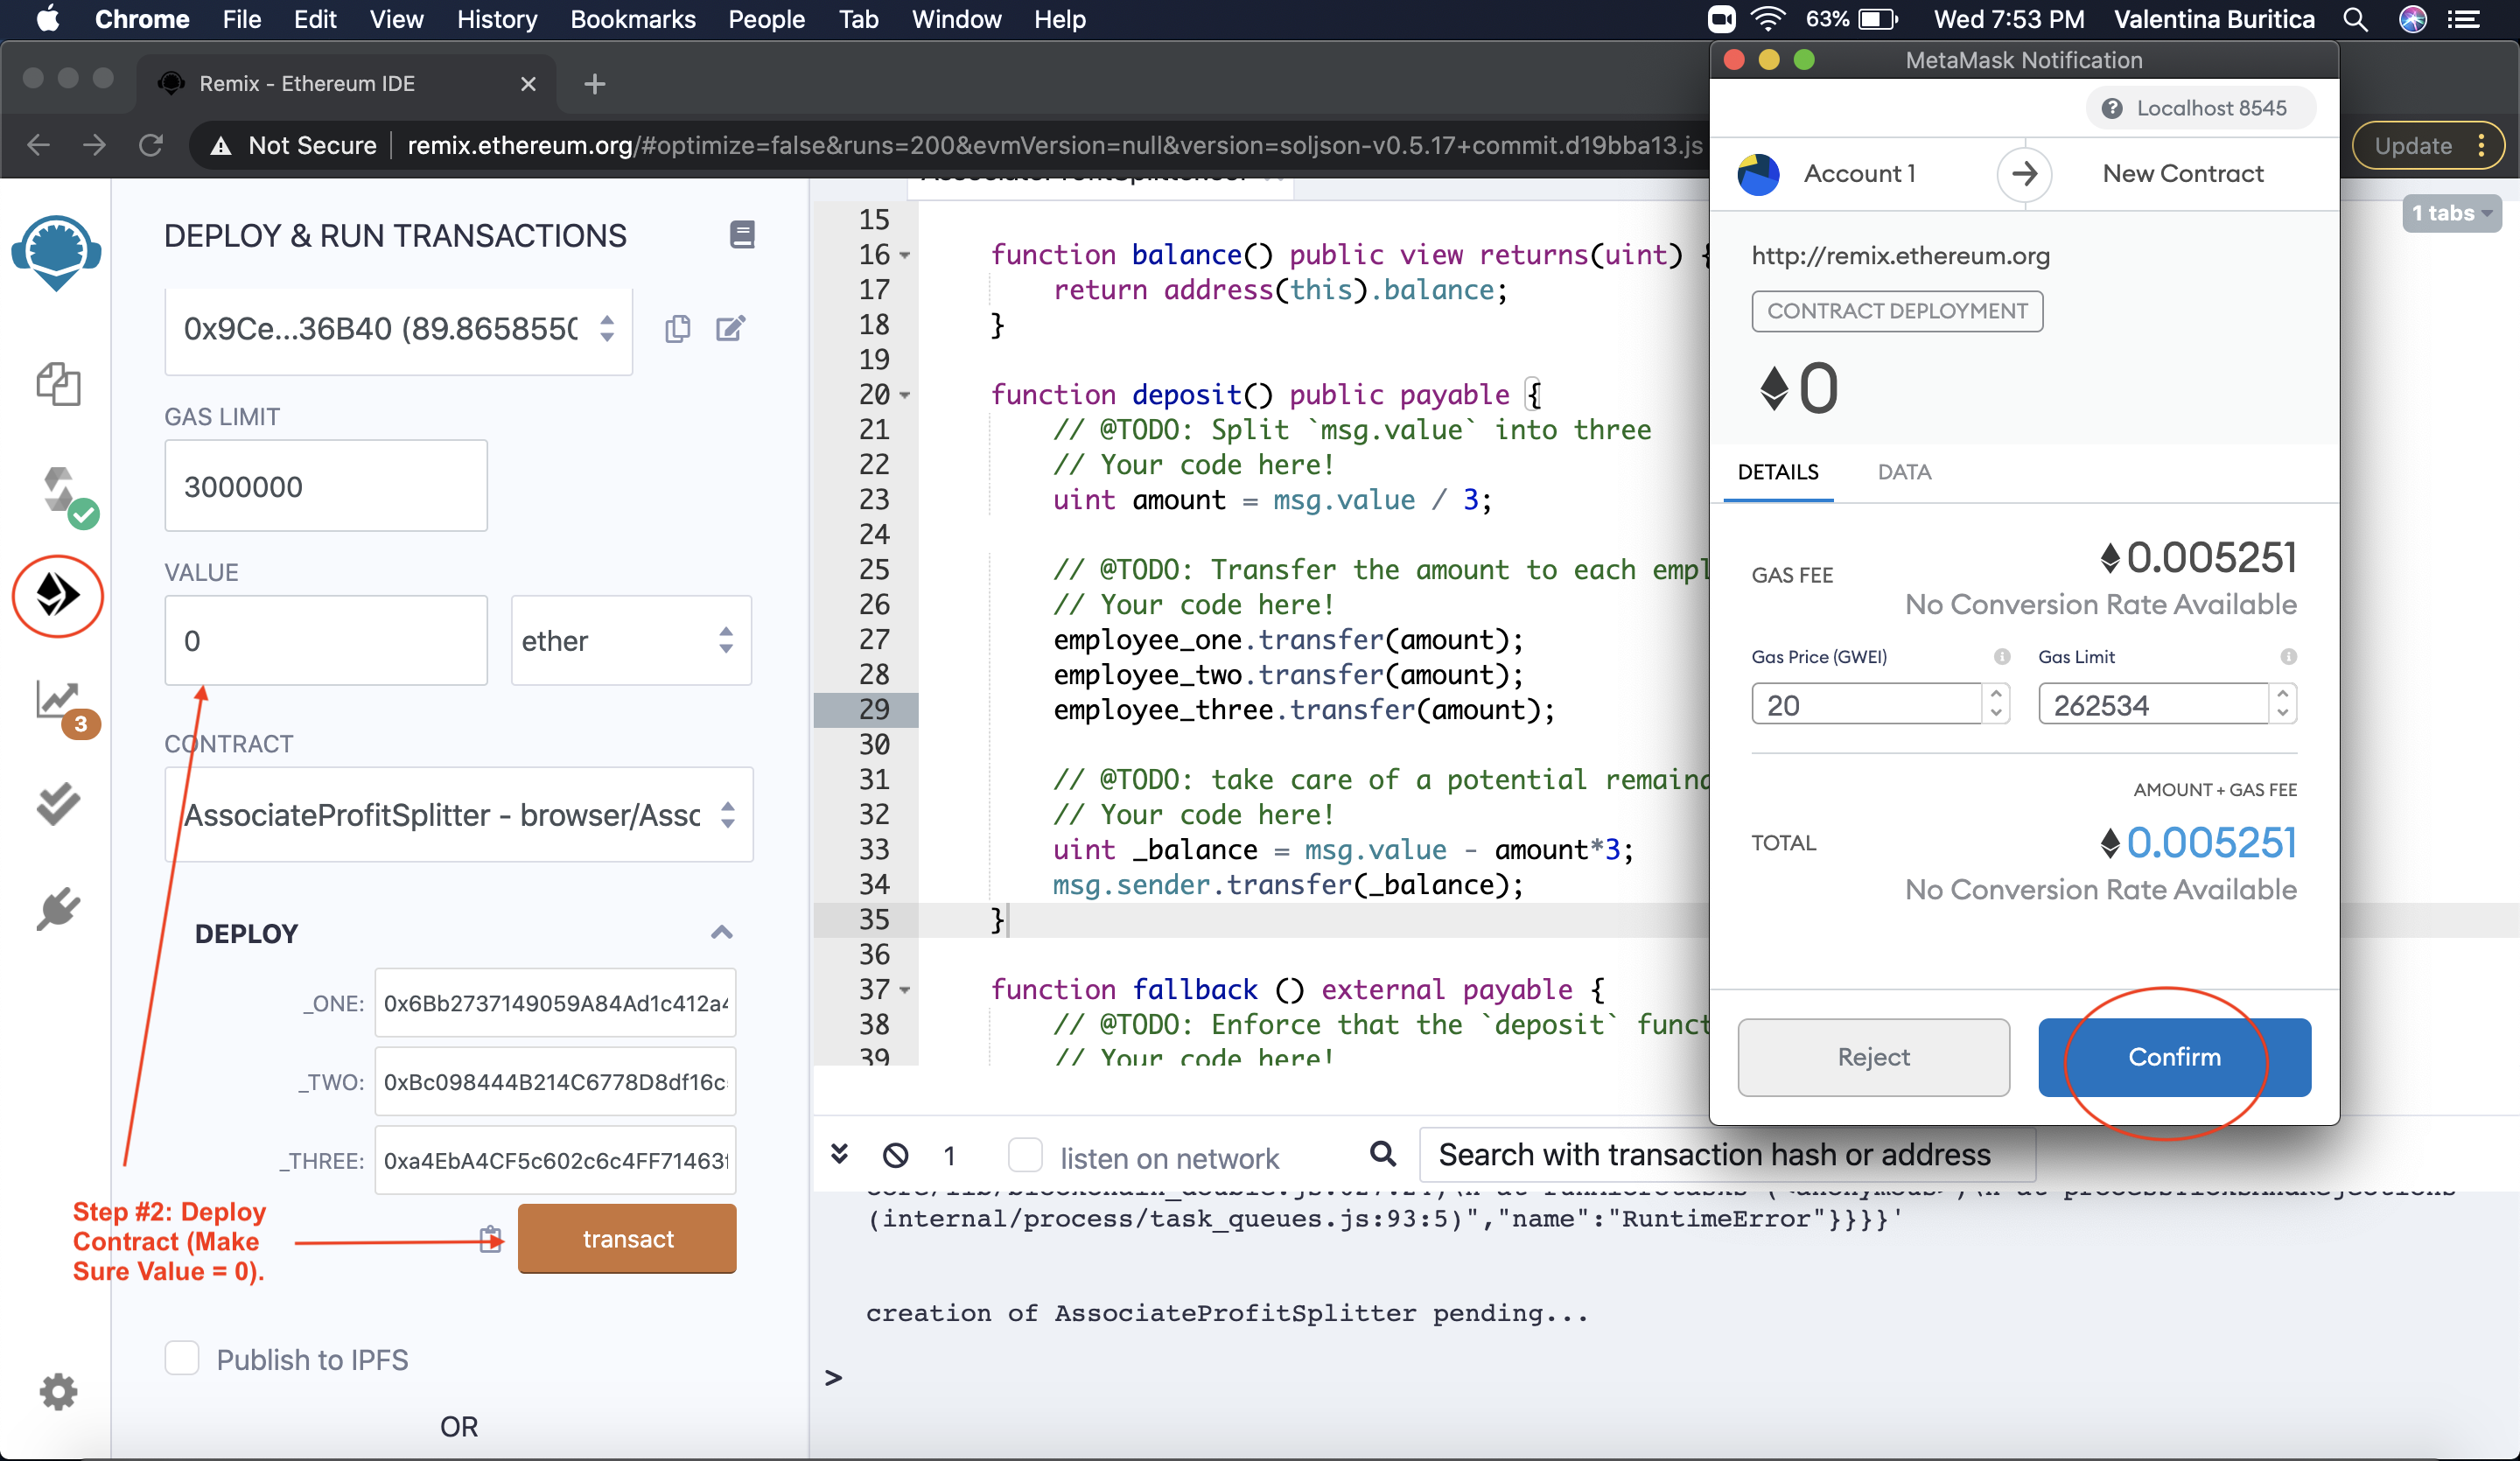 Chrome File Edit View History Bookmarks People Tab Window Help 63% Wed 7:53 PM Valentina Buritica
Remix - Ethereum IDE
Not Secure remix.ethereum.org/#optimize=false&runs=200&evmVersion=null&version=soljson-v0.5.17+commit.d19bba13.js
Update
DEPLOY & RUN TRANSACTIONS
0x9Ce...36B40 (89.8658550
GAS LIMIT
3000000
VALUE
0
ether
3
CONTRACT
AssociateProfitSplitter - browser/Assc
DEPLOY
_ONE: 0x6Bb2737149059A84Ad1c412a4
_TWO: 0xBc098444B214C6778D8df16c
_THREE: 0xa4EbA4CF5c602c6c4FF71463
Step #2: Deploy
Contract (Make
Sure Value = 0).
transact
Publish to IPFS
OR
1 tabs
15
16 function balance() public view returns(uint) {
17 return address(this).balance;
18 }
19
20 function deposit() public payable {
21 // @TODO: Split `msg.value` into three
22 // Your code here!
23 uint amount = msg.value / 3;
24
25 // @TODO: Transfer the amount to each empl
26 // Your code here!
27 employee_one.transfer(amount);
28 employee_two.transfer(amount);
29 employee_three.transfer(amount);
30
31 // @TODO: take care of a potential remain
32 // Your code here!
33 uint _balance = msg.value - amount*3;
34 msg.sender.transfer(_balance);
35 }
36
37 function fallback () external payable {
38 // @TODO: Enforce that the `deposit` funct
39 // Your code here!
1 listen on network Search with transaction hash or address
(internal/process/task_queues.js:93:5)","name":"RuntimeError"}}}}'
creation of AssociateProfitSplitter pending...
>
MetaMask Notification
Localhost 8545
Account 1 New Contract
http://remix.ethereum.org
CONTRACT DEPLOYMENT
0
DETAILS DATA
GAS FEE 0.005251
No Conversion Rate Available
Gas Price (GWEI) Gas Limit
20 262534
AMOUNT + GAS FEE
TOTAL 0.005251
No Conversion Rate Available
Reject Confirm